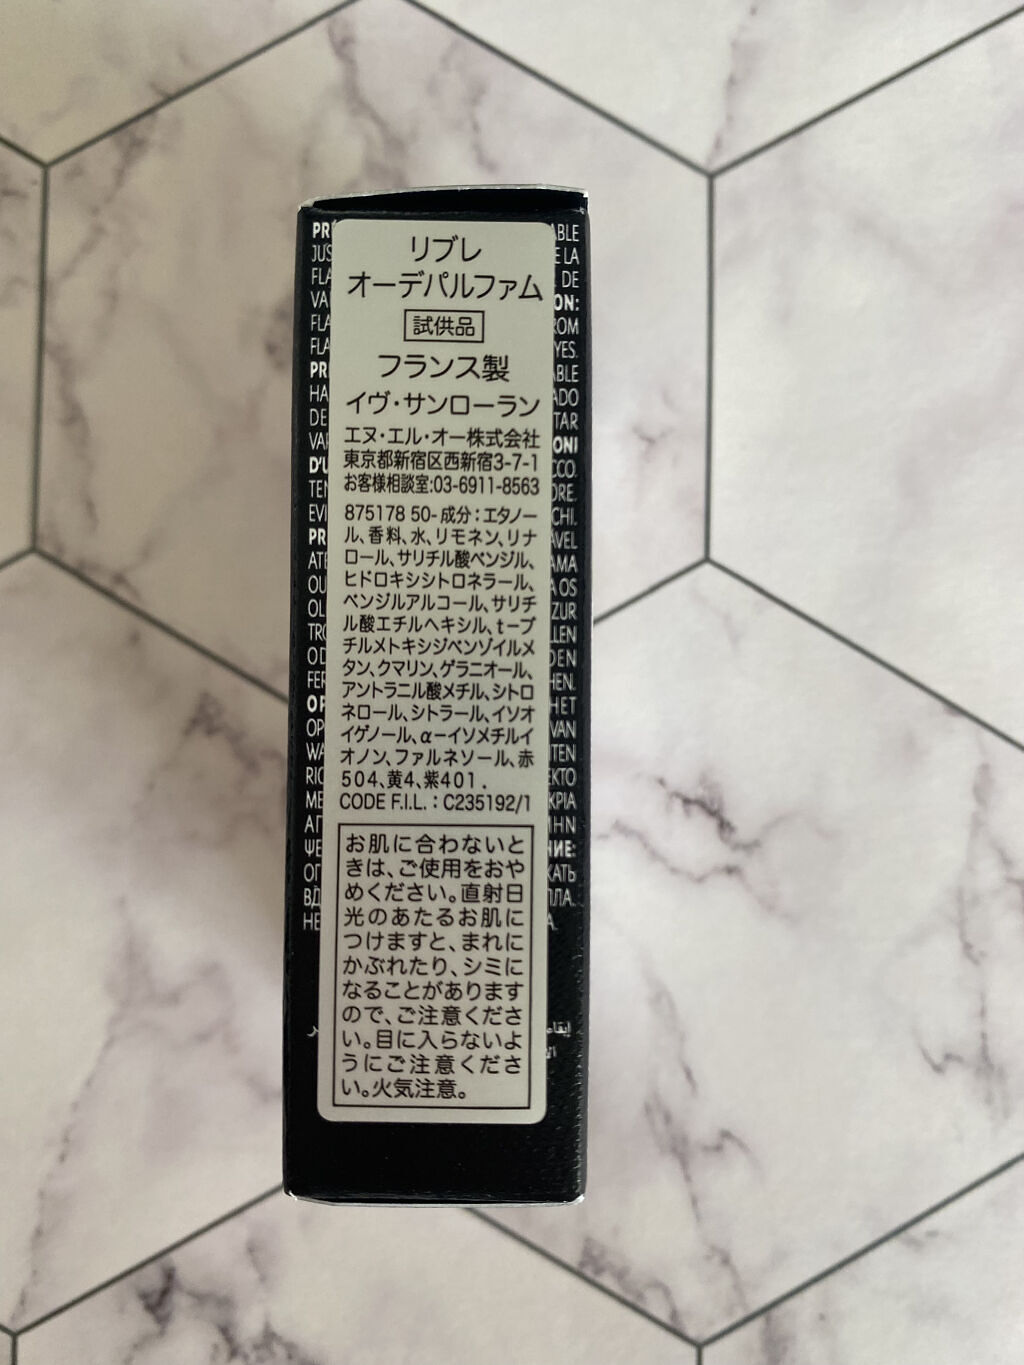 リブレ
オーデパルファム
試供品
フランス製
イヴ・サンローラン
エヌ・エル・オー株式会社
東京都新宿区西新宿3-7-1
お客様相談室:03-6911-8563
875178 50- 成分：エタノー
ル、香料、水、リモネン、リナ
ロール、サリチル酸ベンジル、
ヒドロキシシトロネラール、
ベンジルアルコール、サリチ
ル酸エチルヘキシル、t－ブ
チルメトキシジベンゾイルメ
タン、クマリン、ゲラニオール、
アントラニル酸メチル、シトロ
ネロール、シトラール、イソオ
イゲノール、α－イソメチルイ
オノン、ファルネソール、赤
504、黄4、紫401．
CODE F.I.L.：C235192/1
お肌に合わないと
きは、ご使用をおや
めください。直射日
光のあたるお肌に
つけますと、まれに
かぶれたり、シミに
なることがあります
ので、ご注意くださ
い。目に入らないよ
うにご注意くださ
い。火気注意。